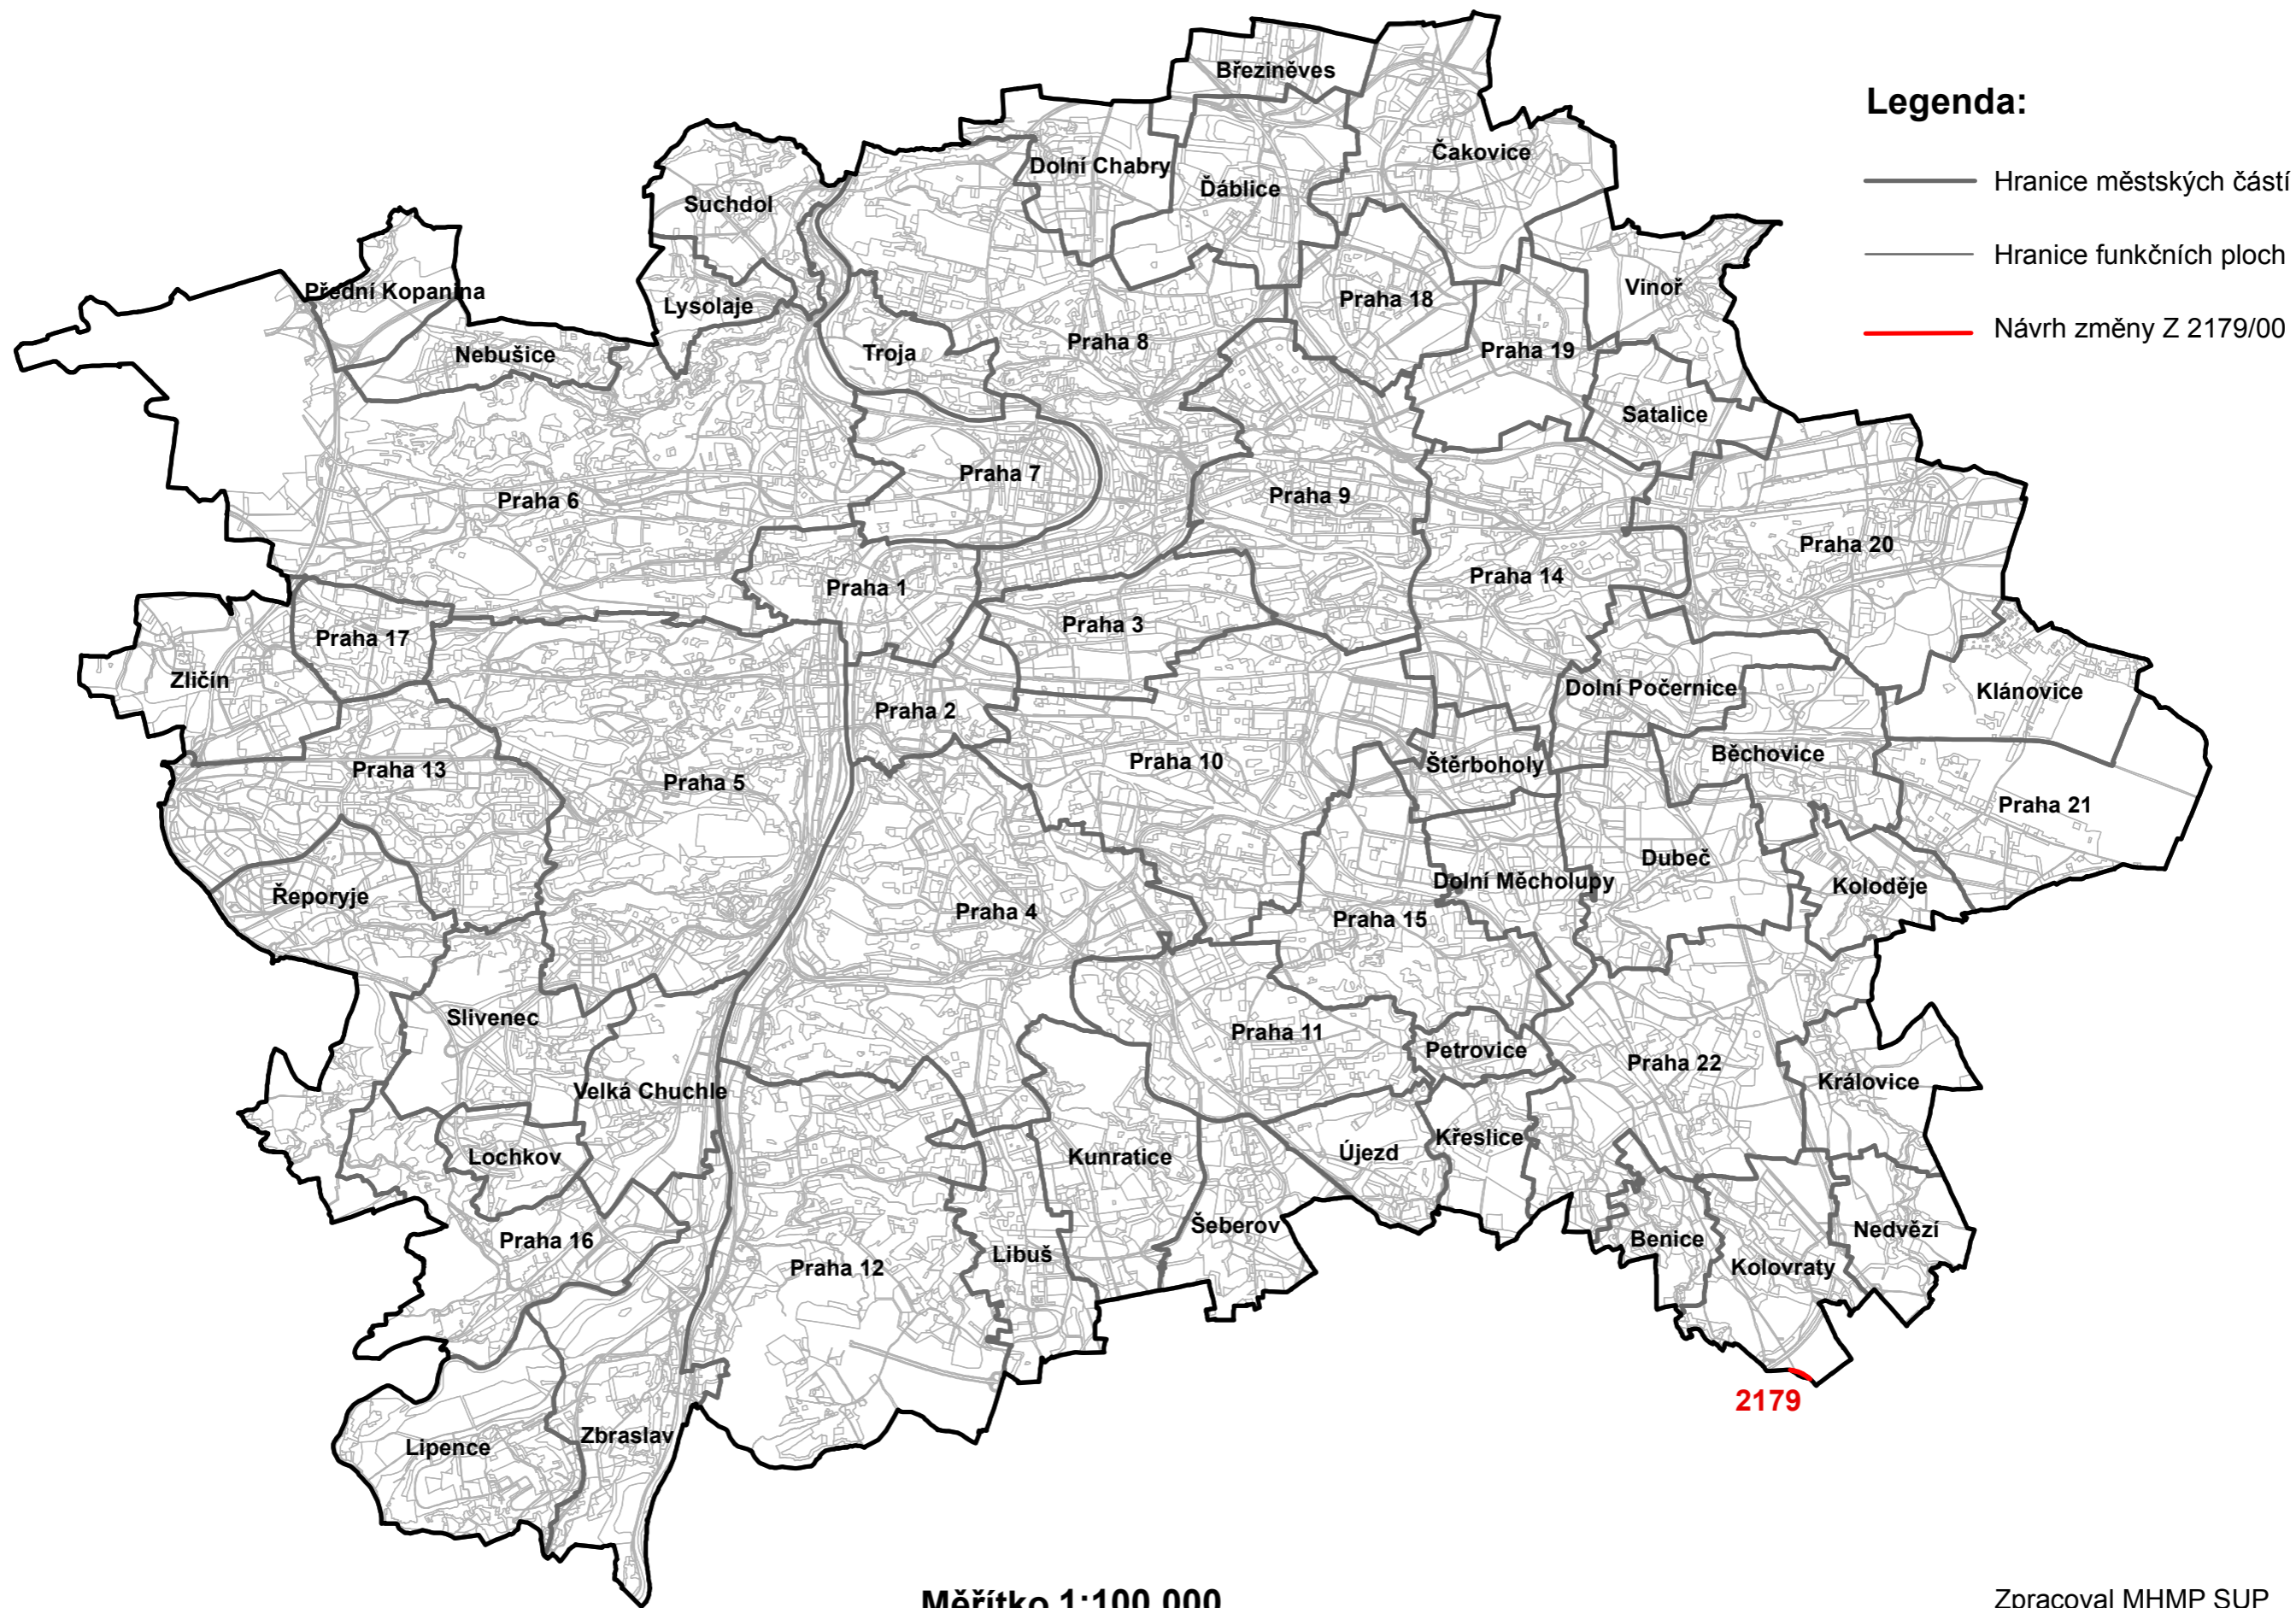 Březiněves
Legenda:
Dolní Chabry
Čakovice
Ďáblice
Hranice městských částí
Suchdol
Hranice funkčních ploch
Přední Kopanina
Lysolaje
Praha 18
Vinoř
Návrh změny Z 2179/00
Nebušice
Troja
Praha 8
Praha 19
Satalice
Praha 6
Praha 7
Praha 9
Praha 20
Praha 1
Praha 14
Praha 17
Praha 3
Zličín
Dolní Počernice
Klánovice
Praha 2
Praha 13
Praha 5
Praha 10
Štěrboholy
Běchovice
Praha 21
Řeporyje
Praha 4
Dolní Měcholupy
Dubeč
Koloděje
Praha 15
Slivenec
Praha 11
Petrovice
Praha 22
Královice
Velká Chuchle
Lochkov
Kunratice
Újezd
Křeslice
Praha 16
Praha 12
Libuš
Šeberov
Benice
Kolovraty
Nedvězí
2179
Lipence
Zbraslav
Měřítko 1:100 000
Zpracoval MHMP SUP